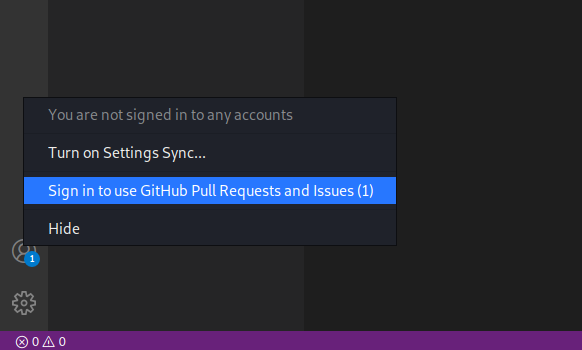 You are not signed in to any accounts
Turn on Settings Sync...
Sign in to use GitHub Pull Requests and Issues (1)
Hide
1
0 0